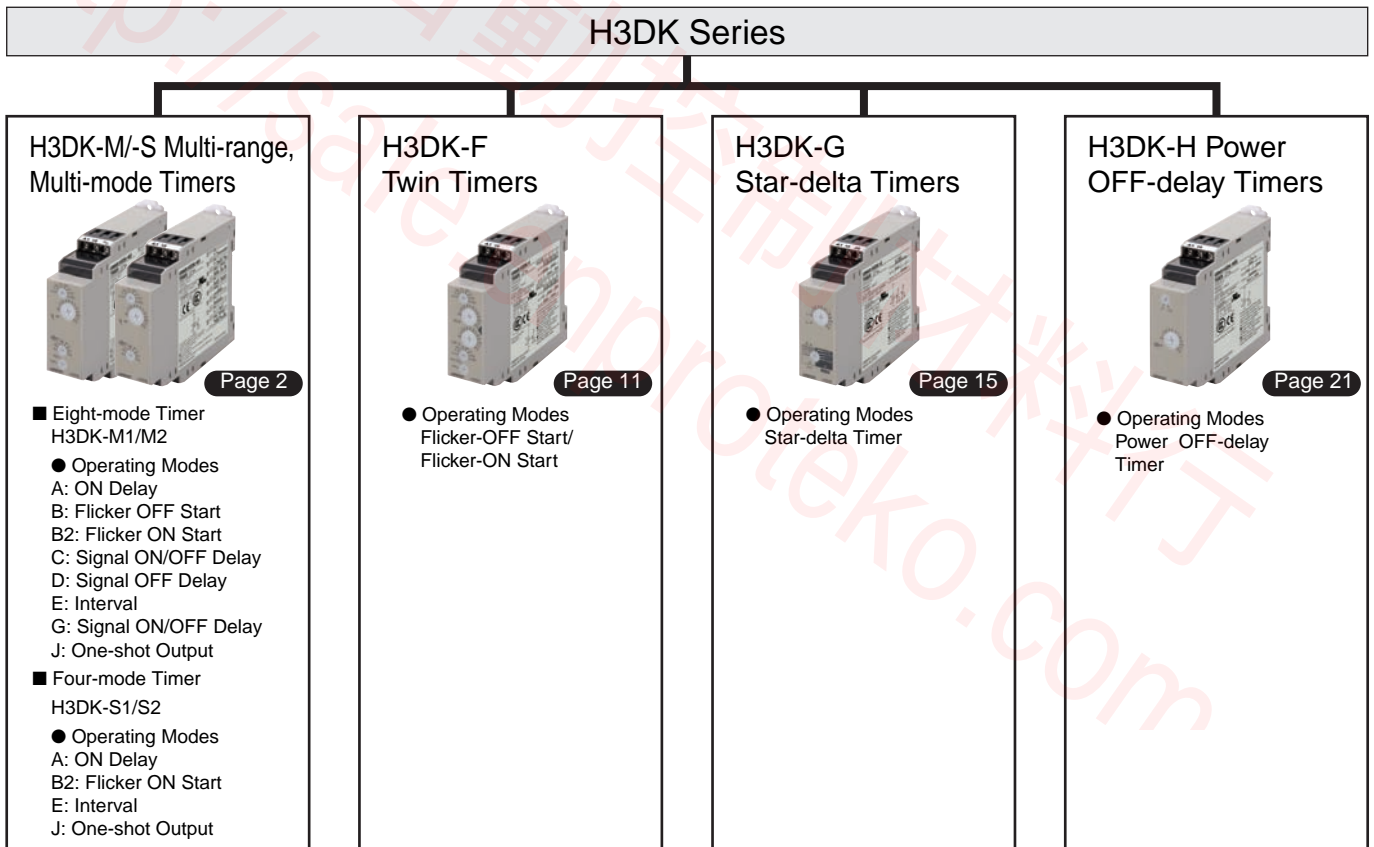 H3DK Series
H3DK-M/-S Multi-range,
Multi-mode Timers
Page 2
■ Eight-mode Timer
H3DK-M1/M2
● Operating Modes
A: ON Delay
B: Flicker OFF Start
B2: Flicker ON Start
C: Signal ON/OFF Delay
D: Signal OFF Delay
E: Interval
G: Signal ON/OFF Delay
J: One-shot Output
■ Four-mode Timer
H3DK-S1/S2
● Operating Modes
A: ON Delay
B2: Flicker ON Start
E: Interval
J: One-shot Output
H3DK-F
Twin Timers
Page 11
● Operating Modes
Flicker-OFF Start/
Flicker-ON Start
H3DK-G
Star-delta Timers
Page 15
● Operating Modes
Star-delta Timer
H3DK-H Power
OFF-delay Timers
Page 21
● Operating Modes
Power OFF-delay
Timer